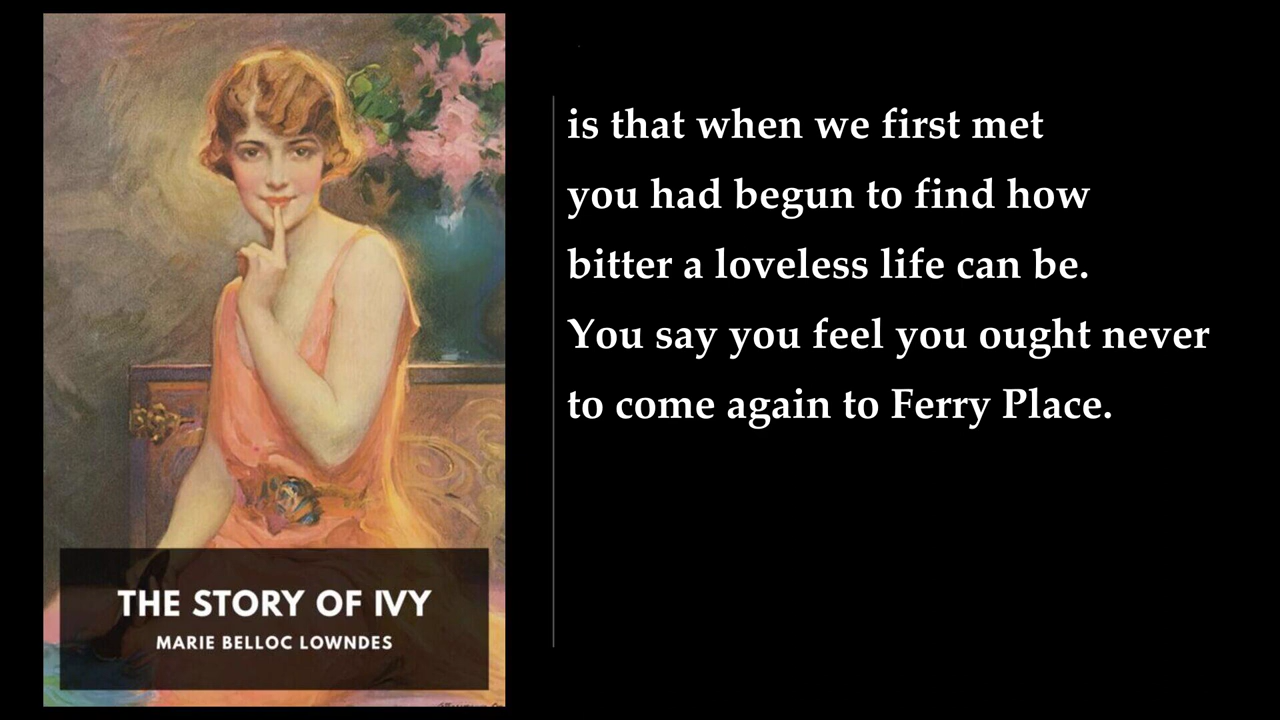 THE STORY OF IVY
MARIE BELLOC LOWNDES
is that when we first met
you had begun to find how
bitter a loveless life can be.
You say you feel you ought never
to come again to Ferry Place.